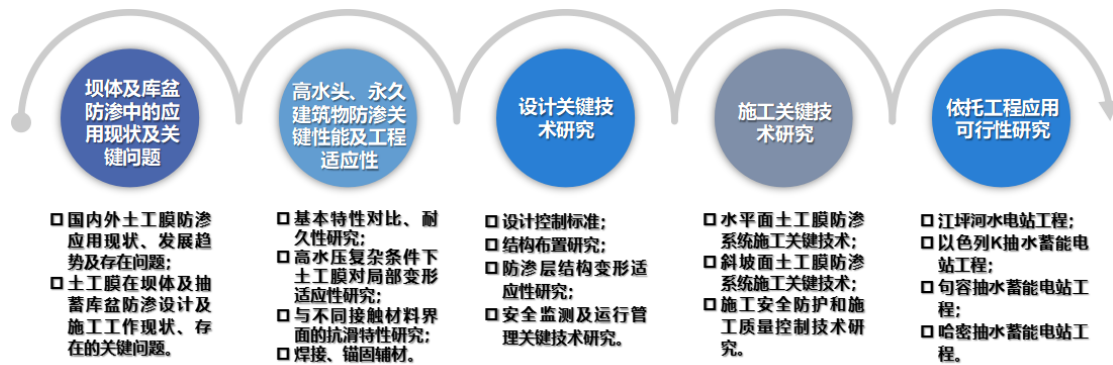 坝体及库盆
防渗中的应
用现状及关
键问题
国内外土工膜防渗
应用现状、发展趋
势及存在问题;
土工膜在坝体及抽
蓄库盆防渗设计及
施工工作现状、存
在的关键问题。
高水头、永久
建筑物防渗关
键性能及工程
适应性
基本特性对比、耐
久性研究;
高水压复杂条件下
土工膜对局部变形
适应性研究;
与不同接触材料界
面的抗滑特性研究;
焊接、锚固辅材。
设计关键技
术研究
设计控制标准;
结构布置研究;
防渗层结构变形适
应性研究;
安全监测及运行管
理关键技术研究。
施工关键技
术研究
水平面土工膜防渗
系统施工关键技术;
斜坡面土工膜防渗
系统施工关键技术;
施工安全防护和施
工质量控制技术研
究。
依托工程应用
可行性研究
江坪河水电站工程;
以色列K抽水蓄能电
站工程;
句容抽水蓄能电站工
程;
哈密抽水蓄能电站工
程。